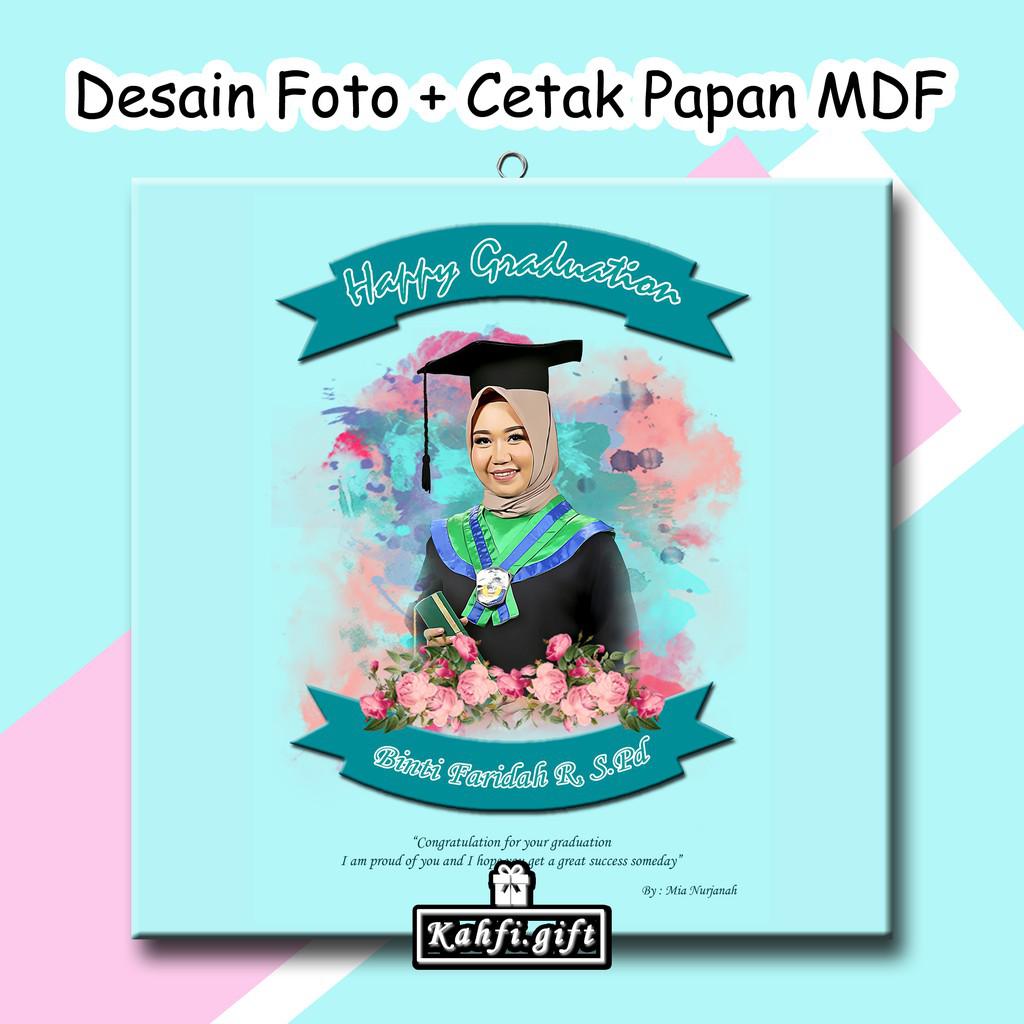 Desain Foto + Cetak Papan MDF
Happy Graduation
Binti Faridah R, S.Pd
“Congratulation for your graduation
I am proud of you and I hope you get a great success someday”
By : Mia Nurjanah
Kahfi.gift